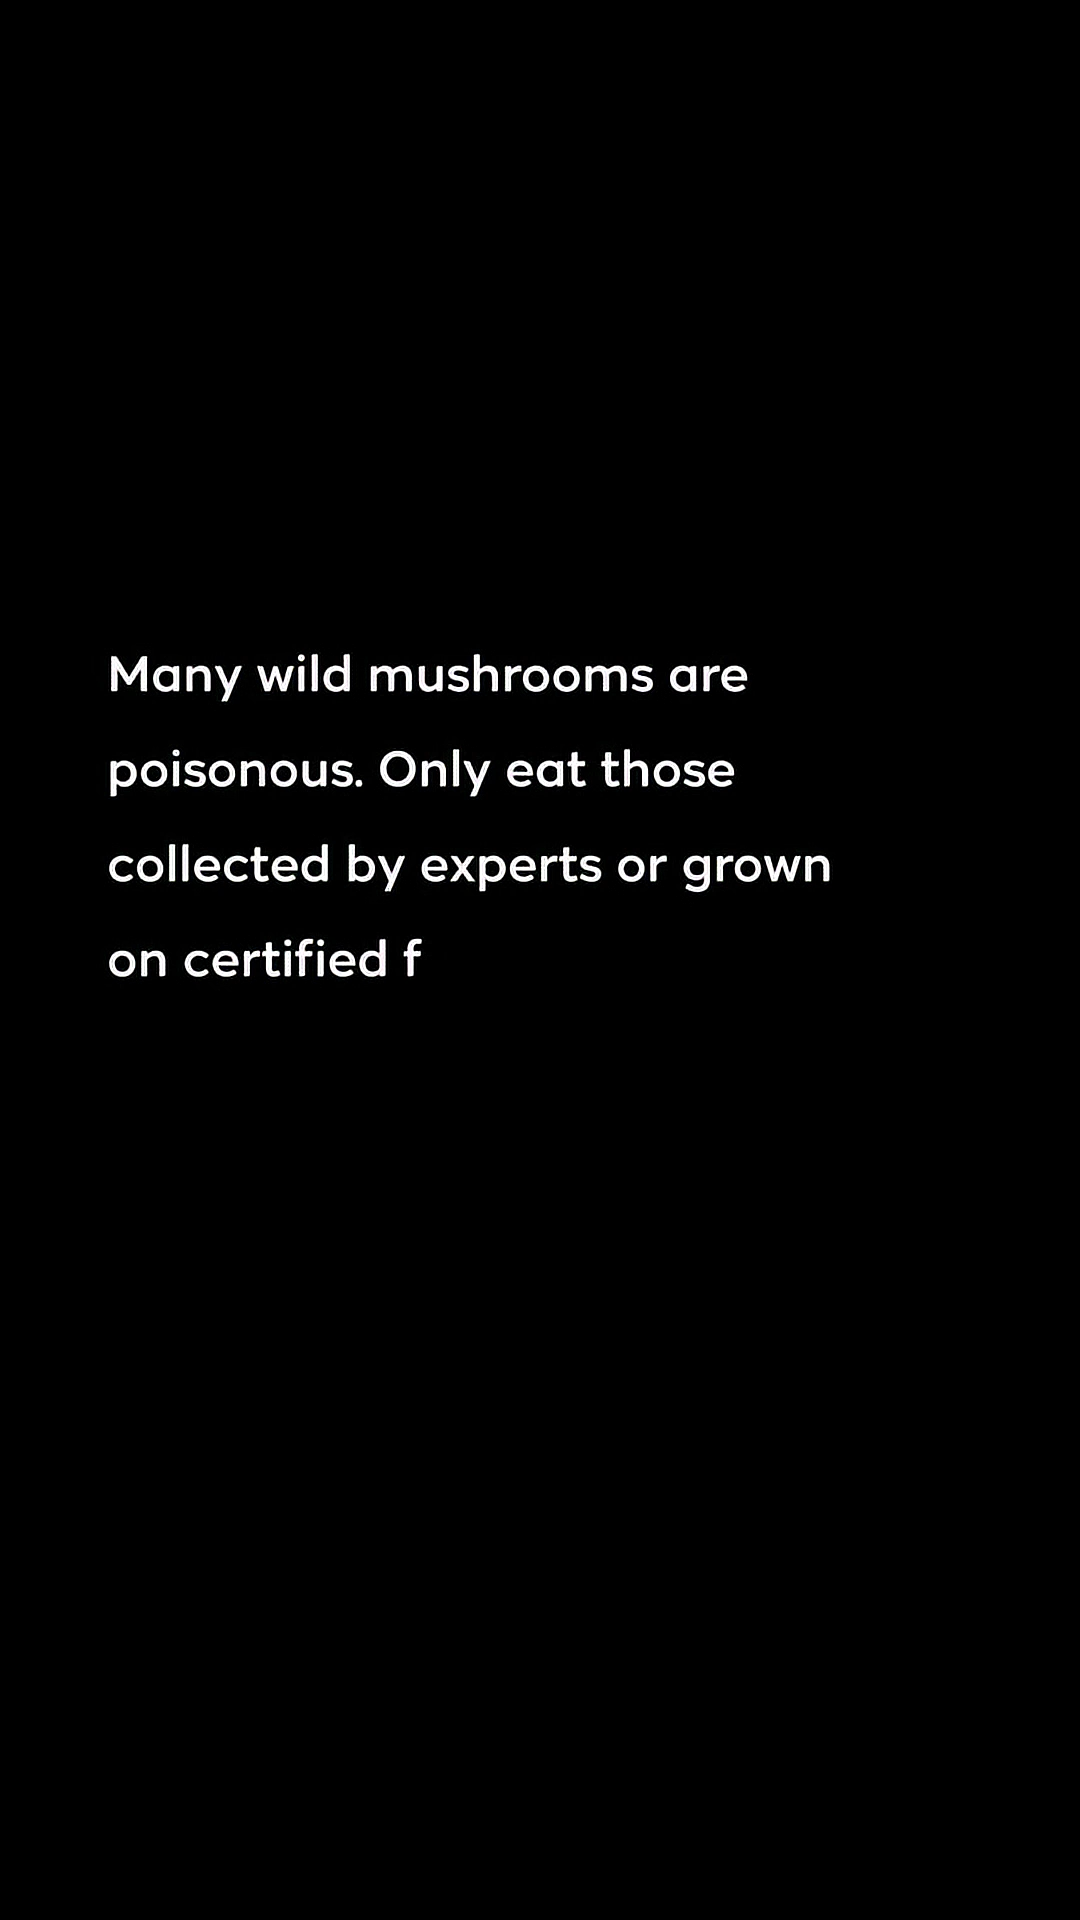 Many wild mushrooms are
poisonous. Only eat those
collected by experts or grown
on certified f